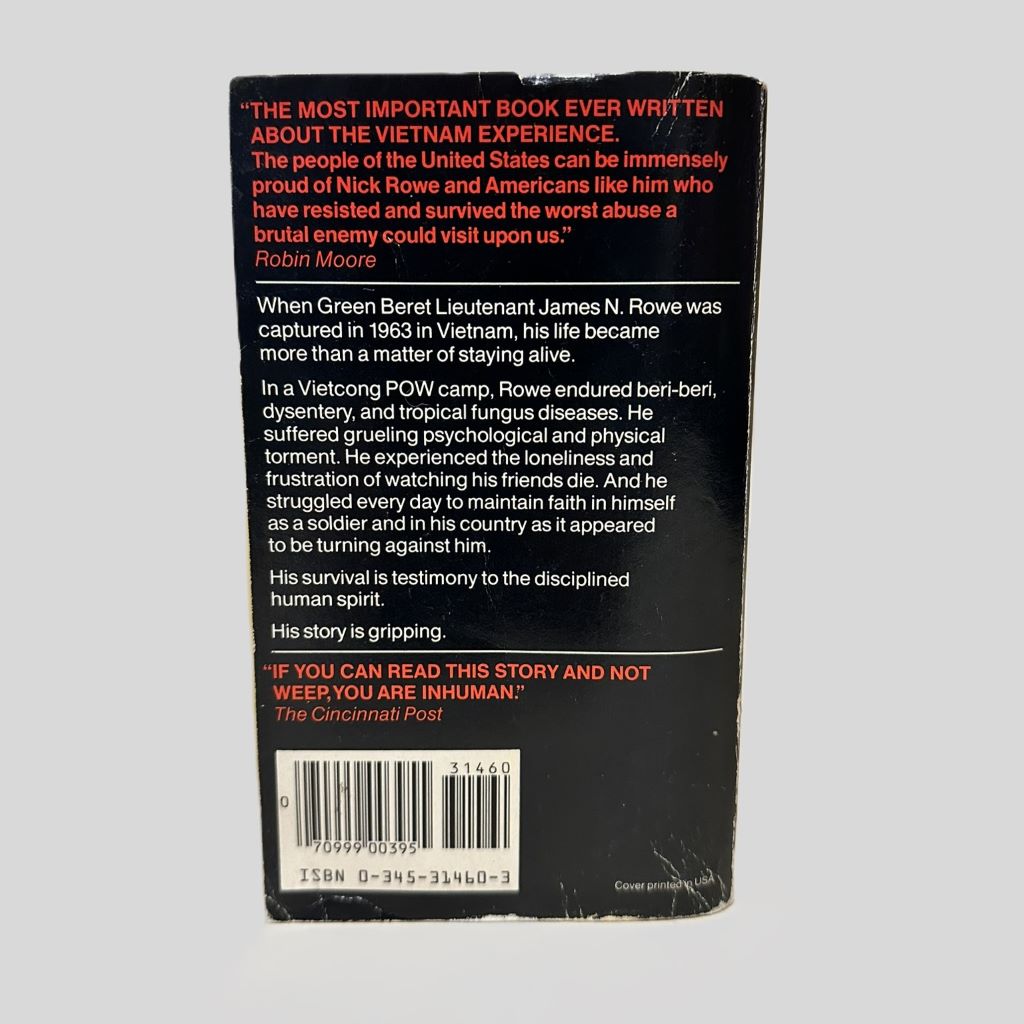 “THE MOST IMPORTANT BOOK EVER WRITTEN
ABOUT THE VIETNAM EXPERIENCE.
The people of the United States can be immensely
proud of Nick Rowe and Americans like him who
have resisted and survived the worst abuse a
brutal enemy could visit upon us.”
Robin Moore
When Green Beret Lieutenant James N. Rowe was
captured in 1963 in Vietnam, his life became
more than a matter of staying alive.
In a Vietcong POW camp, Rowe endured beri-beri,
dysentery, and tropical fungus diseases. He
suffered grueling psychological and physical
torment. He experienced the loneliness and
frustration of watching his friends die. And he
struggled every day to maintain faith in himself
as a soldier and in his country as it appeared
to be turning against him.
His survival is testimony to the disciplined
human spirit.
His story is gripping.
“IF YOU CAN READ THIS STORY AND NOT
WEEP, YOU ARE INHUMAN.”
The Cincinnati Post
31460
0
70999 00395
ISBN 0-345-31460-3
Cover printed in USA